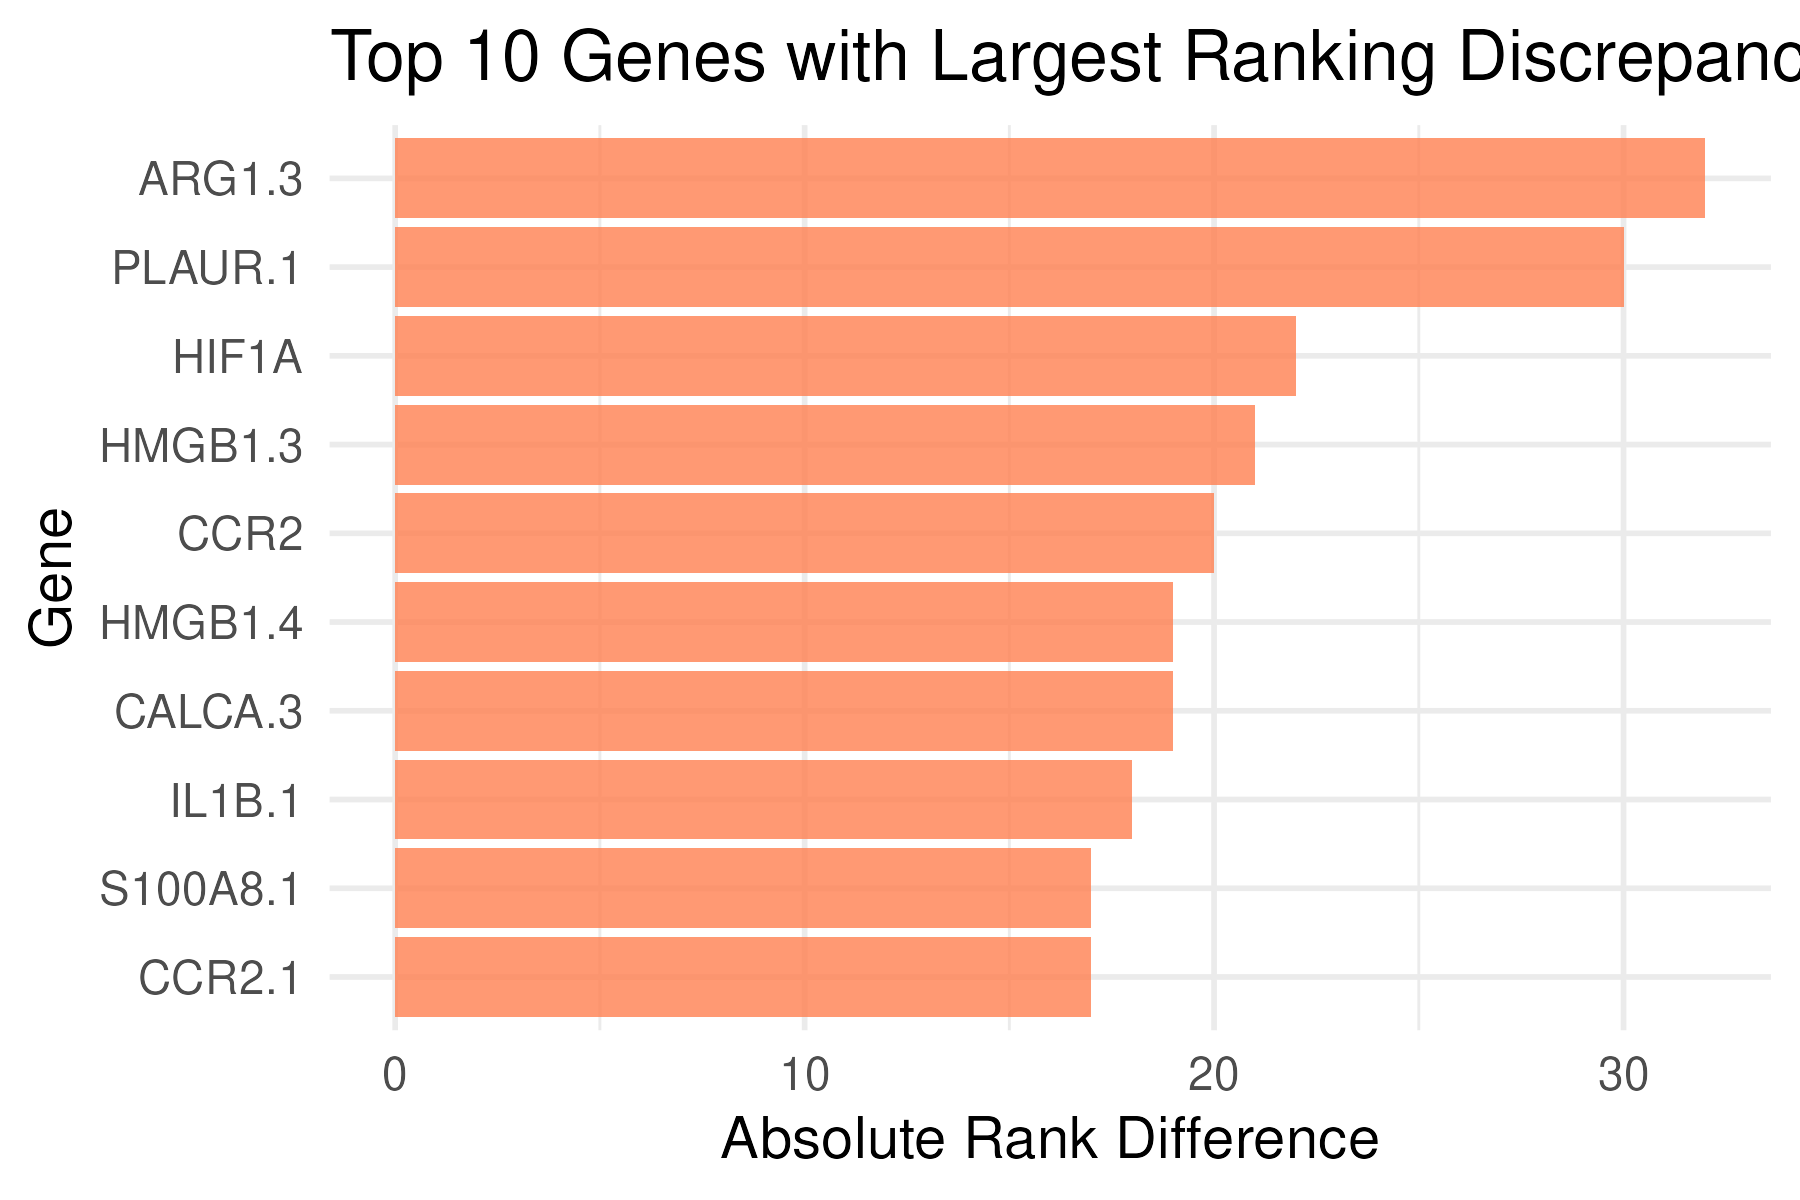 Top 10 Genes with Largest Ranking Discrepanc
ARG1.3
PLAUR.1
HIF1A
HMGB1.3
CCR2
HMGB1.4
CALCA.3
IL1B.1
S100A8.1
CCR2.1
Gene
0 10 20 30
Absolute Rank Difference